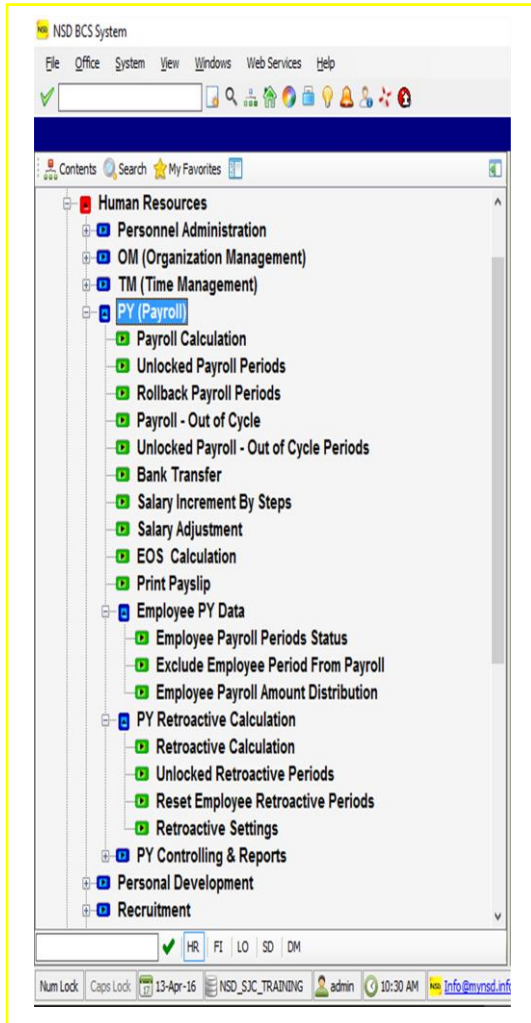 NSD BCS System
File Office System View Windows Web Services Help
Contents Search My Favorites
Human Resources
Personnel Administration
OM (Organization Management)
TM (Time Management)
PY (Payroll)
Payroll Calculation
Unlocked Payroll Periods
Rollback Payroll Periods
Payroll - Out of Cycle
Unlocked Payroll - Out of Cycle Periods
Bank Transfer
Salary Increment By Steps
Salary Adjustment
EOS Calculation
Print Payslip
Employee PY Data
Employee Payroll Periods Status
Exclude Employee Period From Payroll
Employee Payroll Amount Distribution
PY Retroactive Calculation
Retroactive Calculation
Unlocked Retroactive Periods
Reset Employee Retroactive Periods
Retroactive Settings
PY Controlling & Reports
Personal Development
Recruitment
HR FI LO SD DM
Num Lock Caps Lock 17 13-Apr-16 NSD_SJC_TRAINING admin 10:30 AM NSD Info@mynsd.info